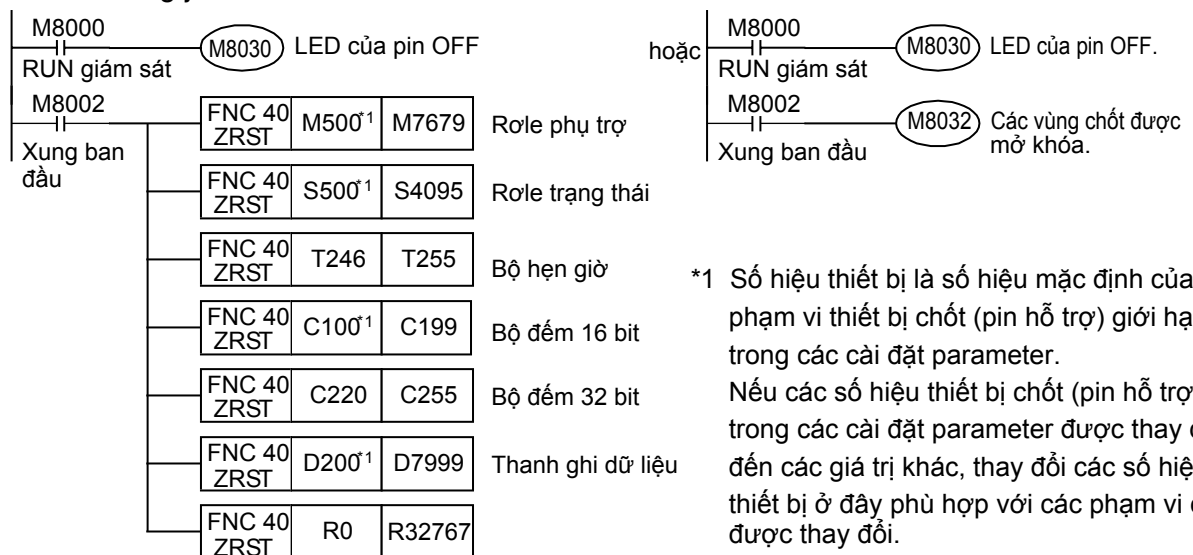 M8000
M8030 LED của pin OFF
RUN giám sát
M8002
Xung ban
đầu
FNC 40
ZRST M500*1 M7679 Rơle phụ trợ
FNC 40
ZRST S500*1 S4095 Rơle trạng thái
FNC 40
ZRST T246 T255 Bộ hẹn giờ
FNC 40
ZRST C100*1 C199 Bộ đếm 16 bit
FNC 40
ZRST C220 C255 Bộ đếm 32 bit
FNC 40
ZRST D200*1 D7999 Thanh ghi dữ liệu
FNC 40
ZRST R0 R32767
hoặc
M8000
M8030 LED của pin OFF.
RUN giám sát
M8002
M8032 Các vùng chốt được
mở khóa.
Xung ban đầu
*1 Số hiệu thiết bị là số hiệu mặc định của
phạm vi thiết bị chốt (pin hỗ trợ) giới
trong các cài đặt parameter.
Nếu các số hiệu thiết bị chốt (pin hỗ trợ
trong các cài đặt parameter được thay
đến các giá trị khác, thay đổi các số
thiết bị ở đây phù hợp với các phạm vi
được thay đổi.